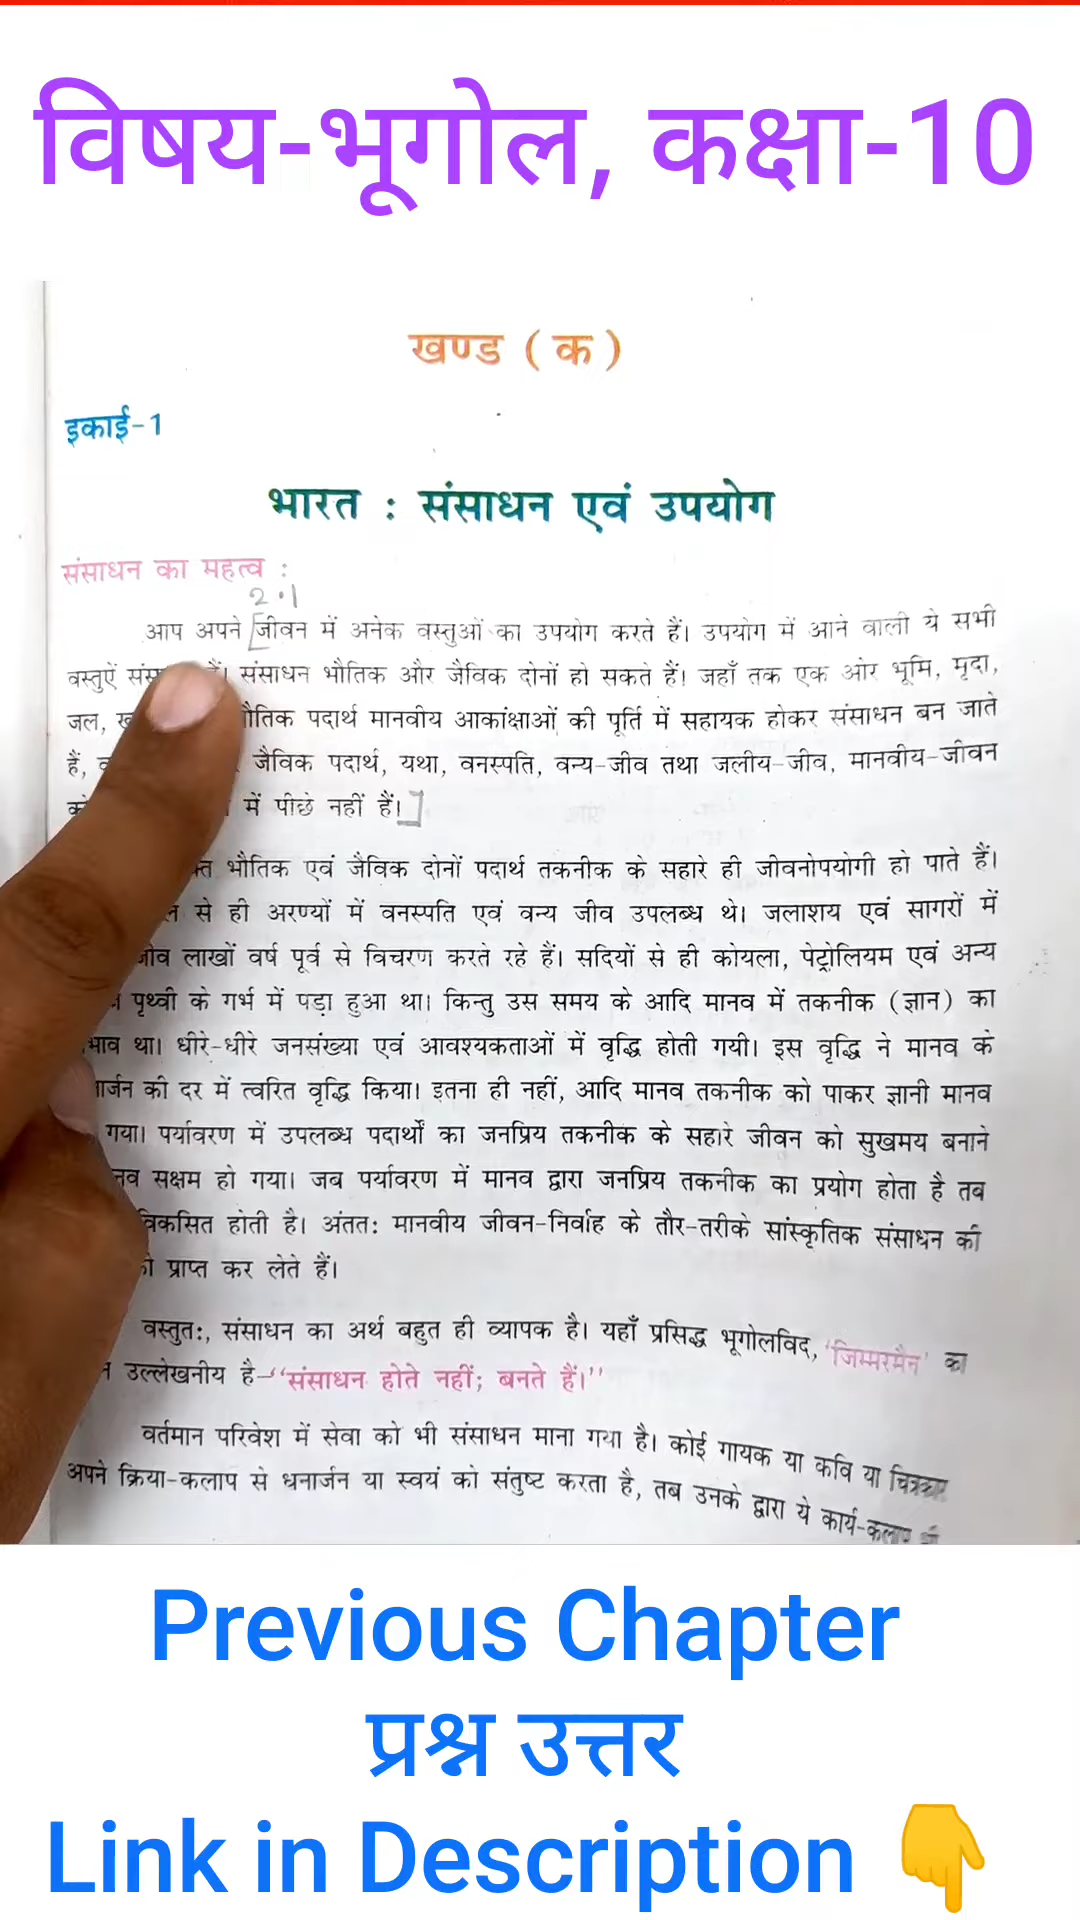 विषय-भूगोल, कक्षा-10
खण्ड ( क )
इकाई-1
भारत : संसाधन एवं उपयोग
संसाधन का महत्व :
2.1
आप अपने [जीवन में अनेक वस्तुओं का उपयोग करते हैं। उपयोग में आने वाली ये सभी
वस्तुऐं हैं। संसाधन भौतिक और जैविक दोनों हो सकते हैं। जहाँ तक एक ओर भूमि, मृदा,
जल, पदार्थ मानवीय आकांक्षाओं की पूर्ति में सहायक होकर संसाधन बन जाते
हैं, जैविक पदार्थ, यथा, वनस्पति, वन्य-जीव तथा जलीय-जीव, मानवीय-जीवन
में पीछे नहीं हैं।]
भौतिक एवं जैविक दोनों पदार्थ तकनीक के सहारे ही जीवनोपयोगी हो पाते हैं।
से ही अरण्यों में वनस्पति एवं वन्य जीव उपलब्ध थे। जलाशय एवं सागरों में
लाखों वर्ष पूर्व से विचरण करते रहे हैं। सदियों से ही कोयला, पेट्रोलियम एवं अन्य
पृथ्वी के गर्भ में पड़ा हुआ था। किन्तु उस समय के आदि मानव में तकनीक (ज्ञान) का
था। धीरे-धीरे जनसंख्या एवं आवश्यकताओं में वृद्धि होती गयी। इस वृद्धि ने मानव के
की दर में त्वरित वृद्धि किया। इतना ही नहीं, आदि मानव तकनीक को पाकर ज्ञानी मानव
गया। पर्यावरण में उपलब्ध पदार्थों का जनप्रिय तकनीक के सहारे जीवन को सुखमय बनाने
सक्षम हो गया। जब पर्यावरण में मानव द्वारा जनप्रिय तकनीक का प्रयोग होता है तब
विकसित होती है। अंतत: मानवीय जीवन-निर्वाह के तौर-तरीके सांस्कृतिक संसाधन की
प्राप्त कर लेते हैं।
वस्तुत:, संसाधन का अर्थ बहुत ही व्यापक है। यहाँ प्रसिद्ध भूगोलविद, 'जिम्मरमैन' का
उल्लेखनीय है–"संसाधन होते नहीं; बनते हैं।"
वर्तमान परिवेश में सेवा को भी संसाधन माना गया है। कोई गायक या कवि या चित्रकार
अपने क्रिया-कलाप से धनार्जन या स्वयं को संतुष्ट करता है, तब उनके द्वारा ये कार्य-कलाप भी
Previous Chapter
प्रश्न उत्तर
Link in Description